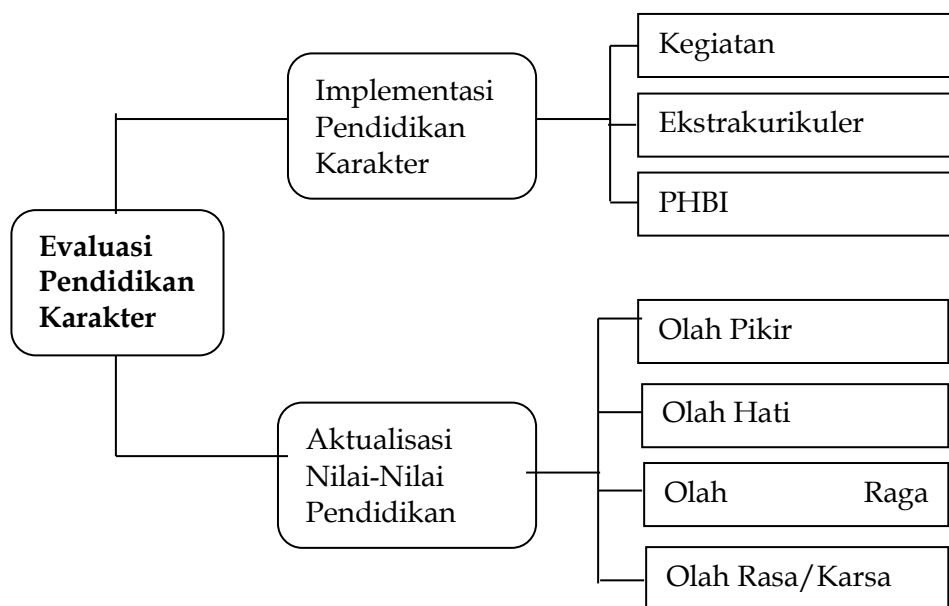 Evaluasi
Pendidikan
Karakter
Implementasi
Pendidikan
Karakter
Kegiatan
Ekstrakurikuler
PHBI
Aktualisasi
Nilai-Nilai
Pendidikan
Olah Pikir
Olah Hati
Olah Raga
Olah Rasa/Karsa